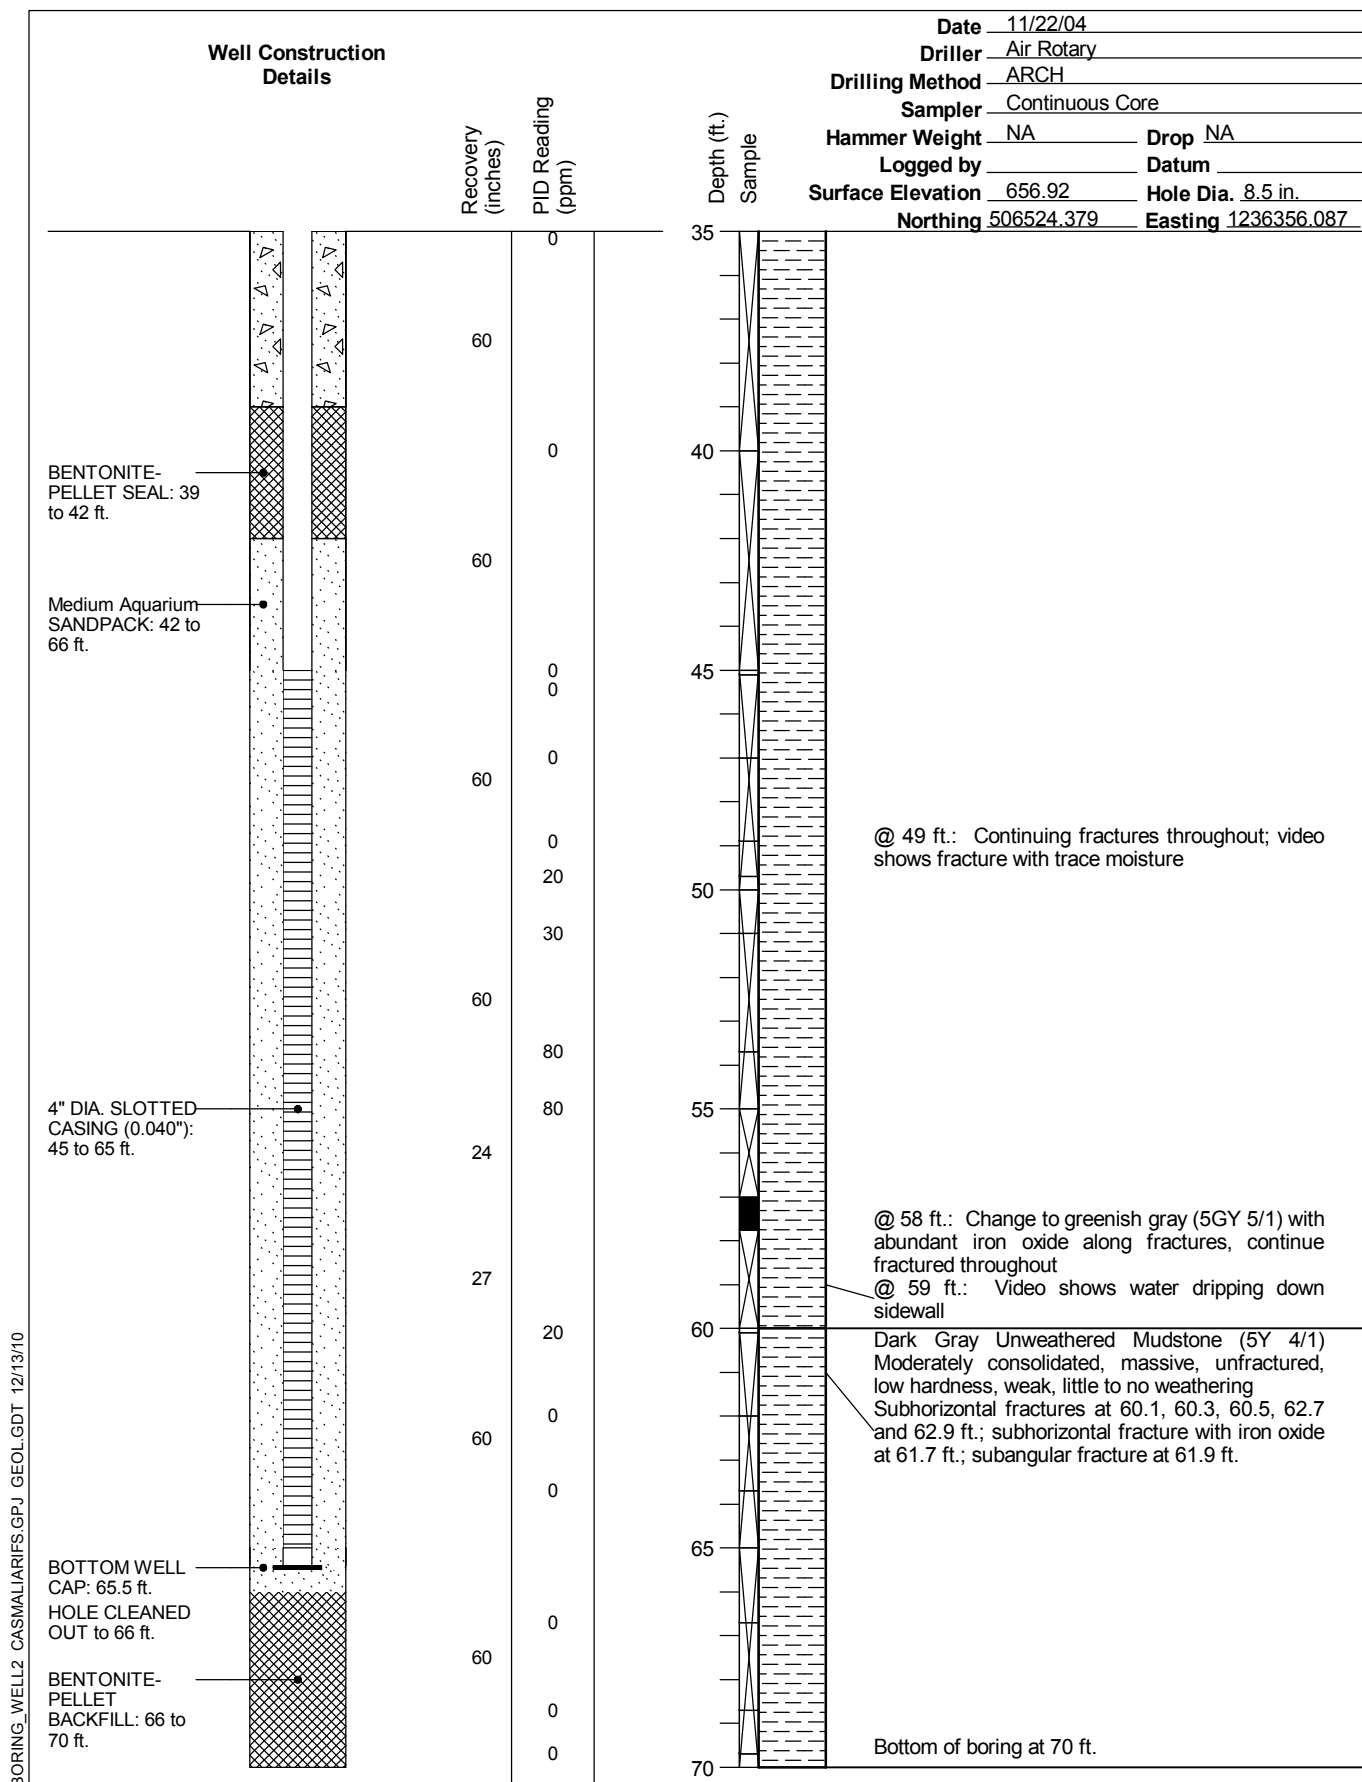 Well Construction
Details
Recovery
(inches)
PID Reading
(ppm)
Depth (ft.)
Sample
Date 11/22/04
Driller Air Rotary
Drilling Method ARCH
Sampler Continuous Core
Hammer Weight NA Drop NA
Logged by Datum
Surface Elevation 656.92 Hole Dia. 8.5 in.
Northing 506524.379 Easting 1236356.087
0
35
60
0
40
BENTONITE-
PELLET SEAL: 39
to 42 ft.
60
Medium Aquarium
SANDPACK: 42 to
66 ft.
0
45
0
0
60
0
@ 49 ft.: Continuing fractures throughout; video
shows fracture with trace moisture
20
50
30
60
80
4" DIA. SLOTTED
CASING (0.040"):
45 to 65 ft.
80
55
24
@ 58 ft.: Change to greenish gray (5GY 5/1) with
abundant iron oxide along fractures, continue
fractured throughout
27
@ 59 ft.: Video shows water dripping down
sidewall
20
60
Dark Gray Unweathered Mudstone (5Y 4/1)
Moderately consolidated, massive, unfractured,
low hardness, weak, little to no weathering
Subhorizontal fractures at 60.1, 60.3, 60.5, 62.7
and 62.9 ft.; subhorizontal fracture with iron oxide
at 61.7 ft.; subangular fracture at 61.9 ft.
0
60
0
65
BOTTOM WELL
CAP: 65.5 ft.
HOLE CLEANED
OUT to 66 ft.
0
60
BENTONITE-
PELLET
BACKFILL: 66 to
70 ft.
0
0
Bottom of boring at 70 ft.
70
BORING_WELL2 CASMALIARIFS.GPJ GEOL.GDT 12/13/10